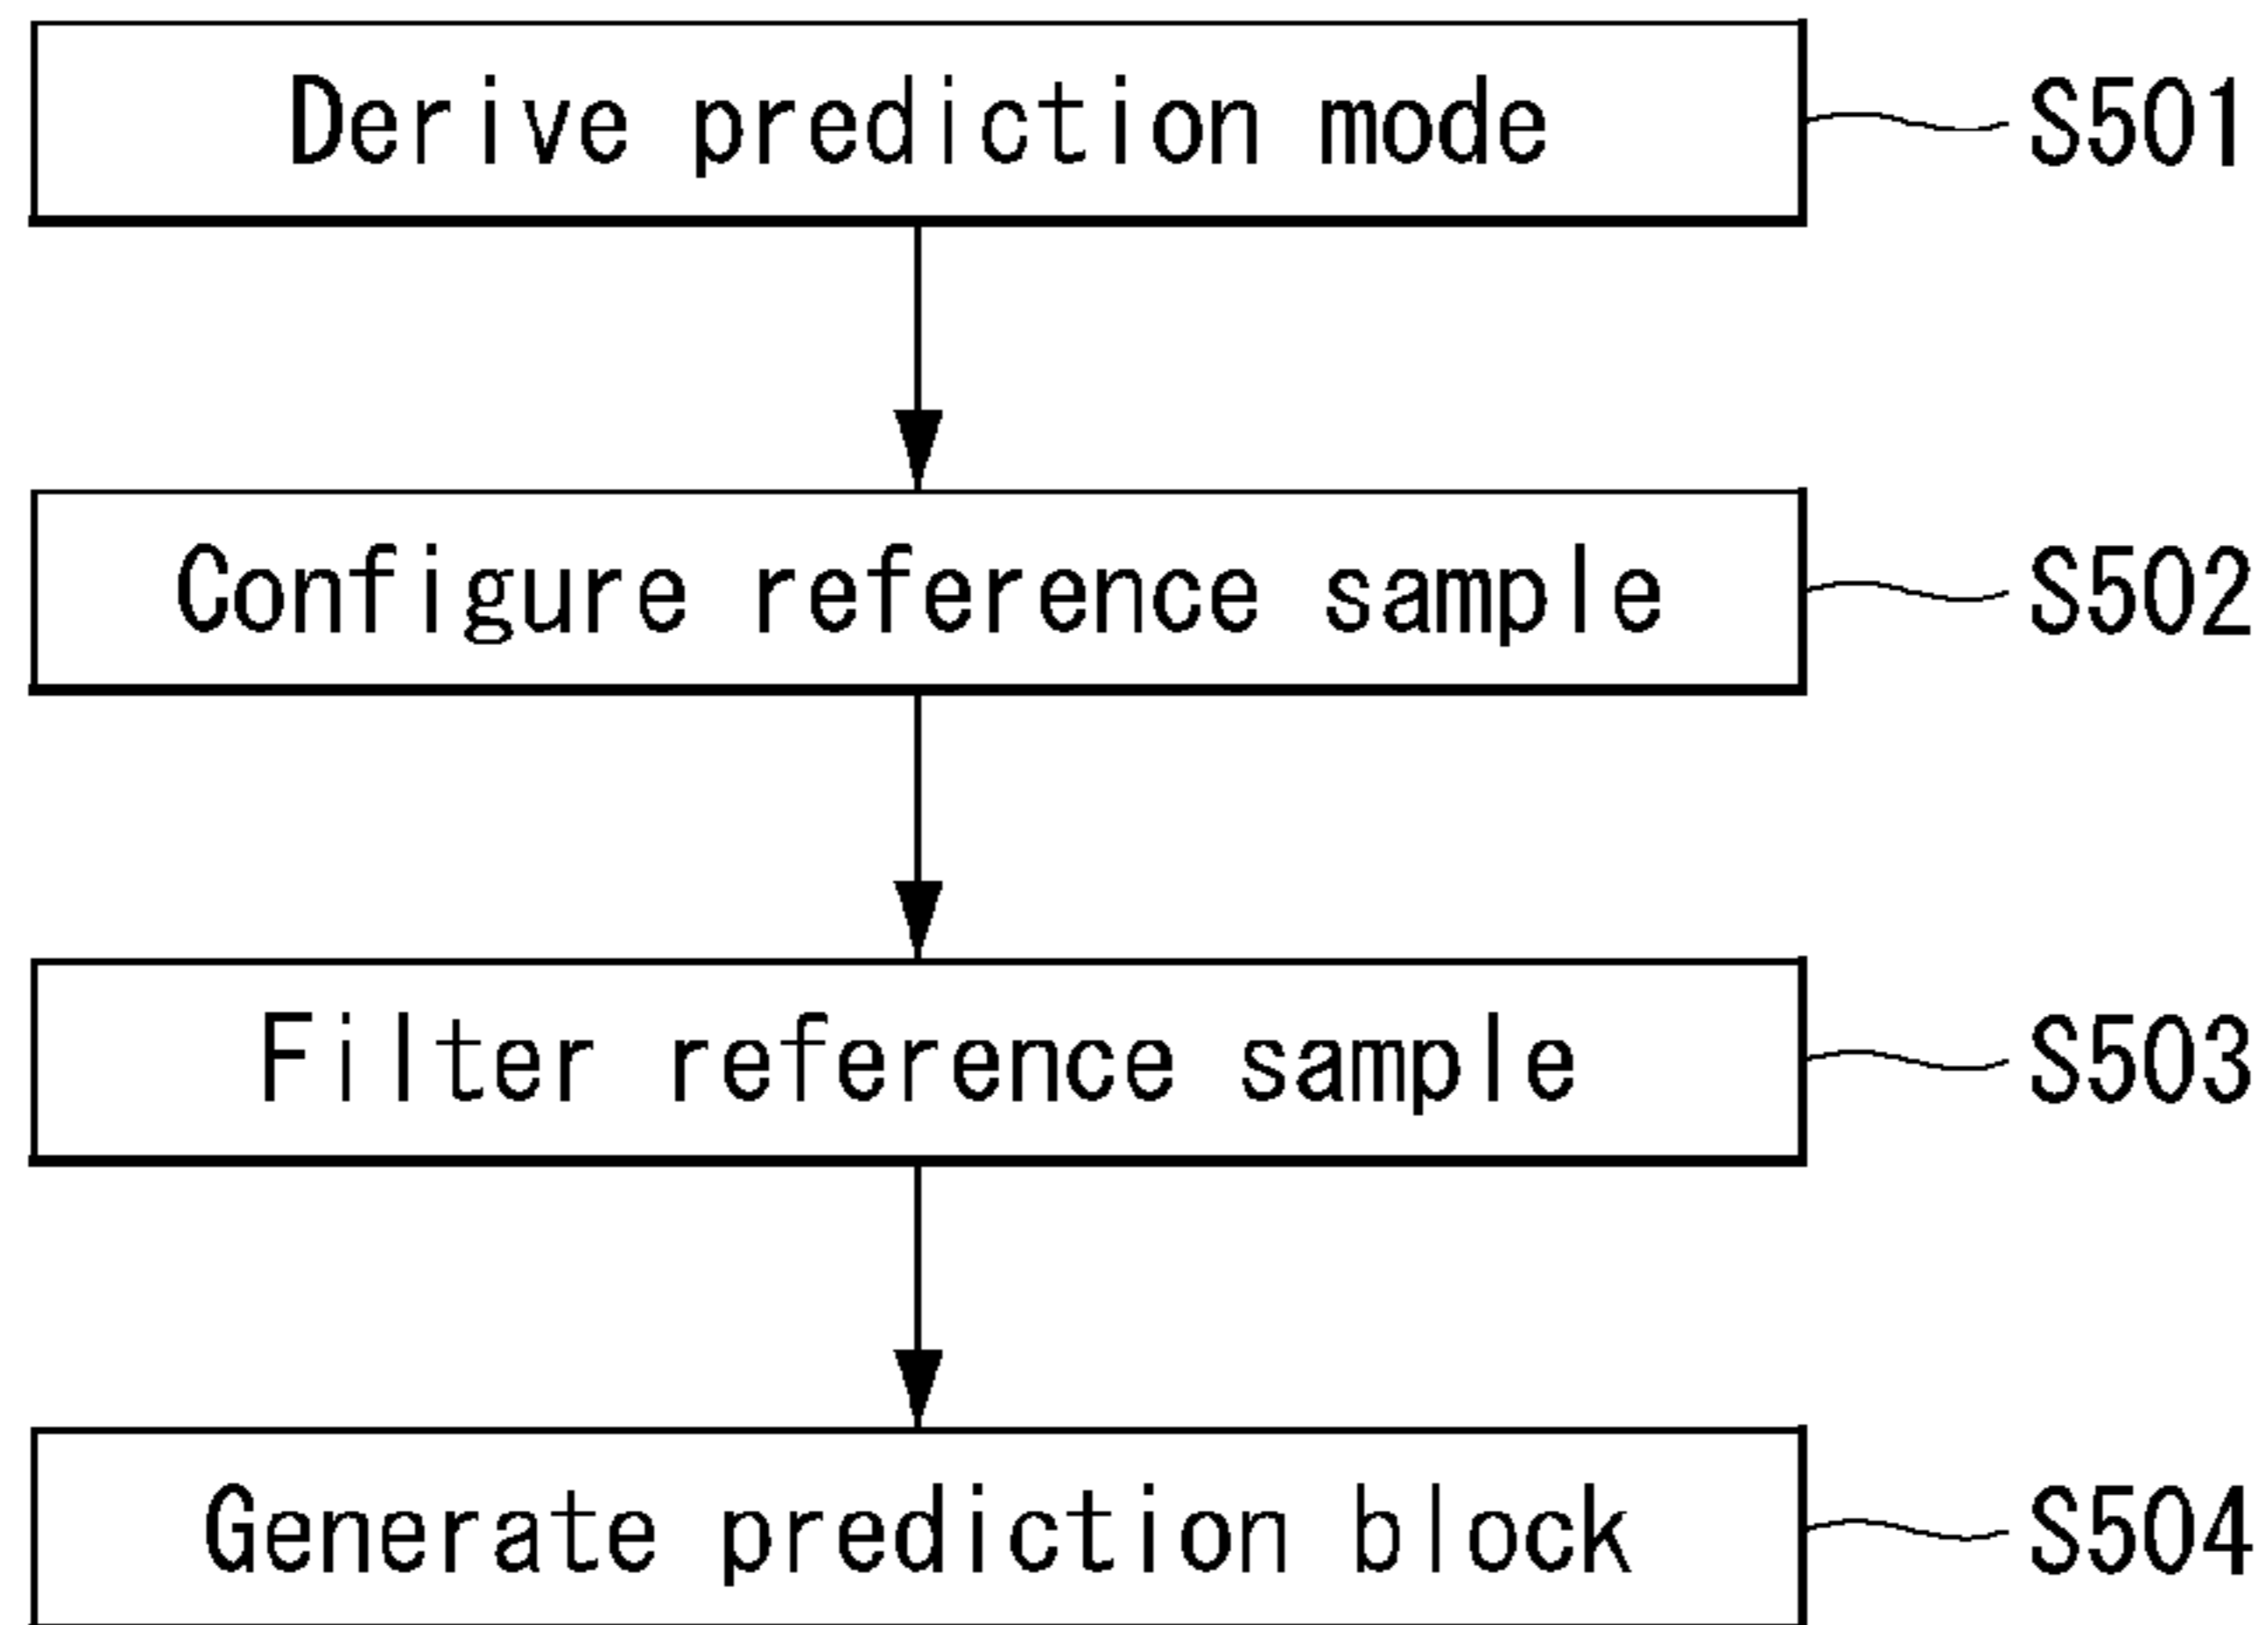 Derive prediction mode S501
Configure reference sample S502
Filter reference sample S503
Generate prediction block S504